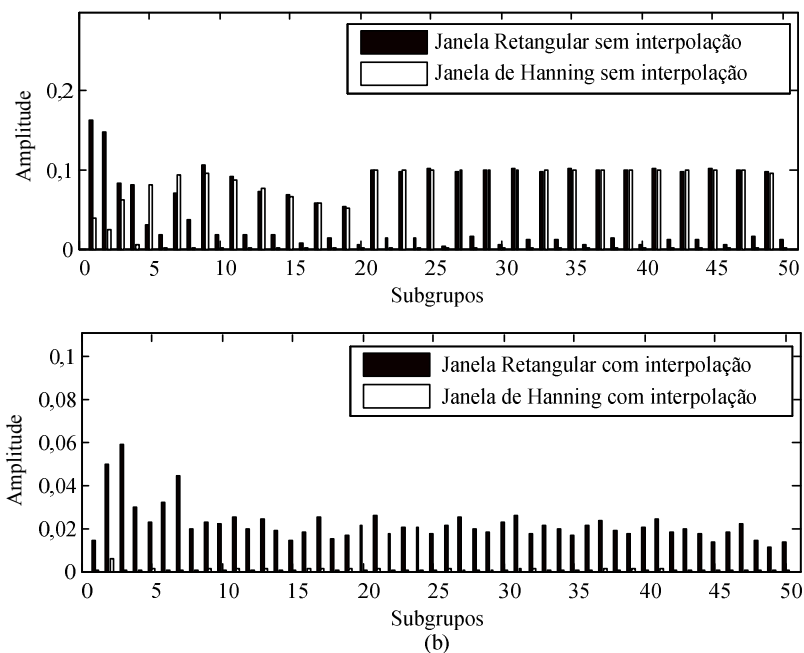 Janela Retangular sem interpolação
Janela de Hanning sem interpolação
Amplitude
0,2
0,1
0
0 5 10 15 20 25 30 35 40 45 50
Subgrupos
Janela Retangular com interpolação
Janela de Hanning com interpolação
Amplitude
0,1
0,08
0,06
0,04
0,02
0
0 5 10 15 20 25 30 35 40 45 50
Subgrupos
(b)